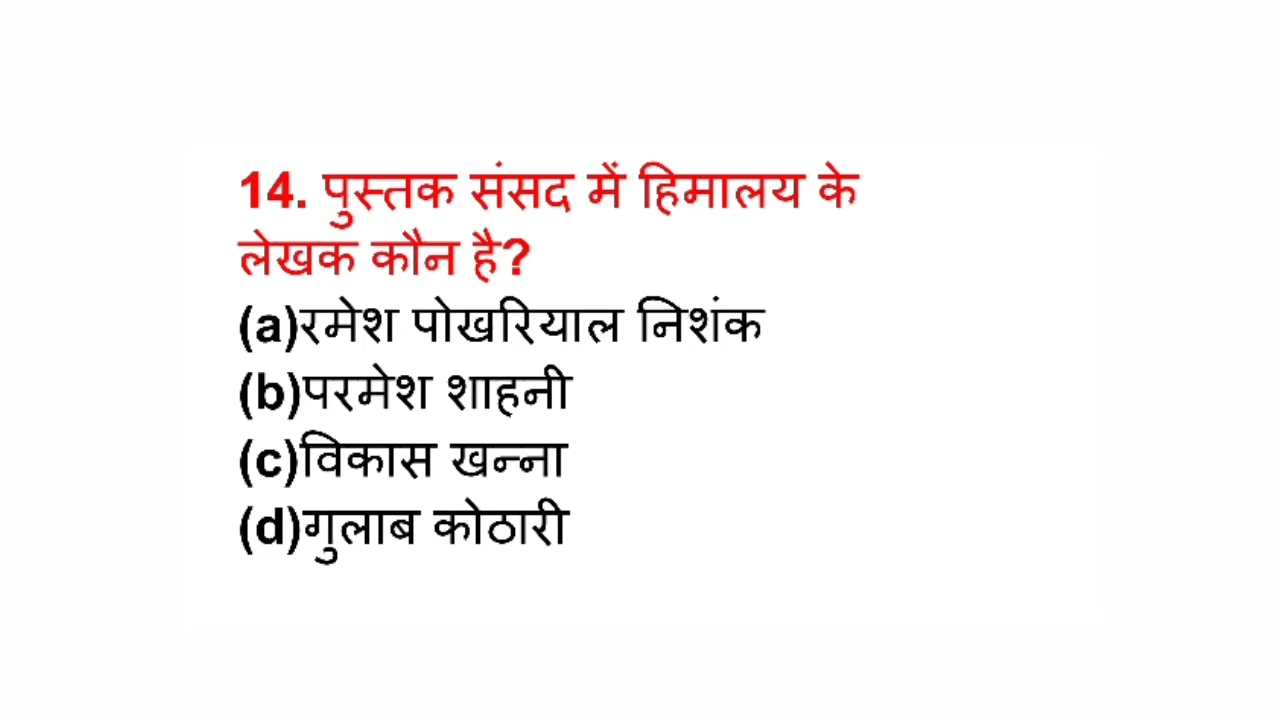 14. पुस्तक संसद में हिमालय के
लेखक कौन है?
(a)रमेश पोखरियाल निशंक
(b)परमेश शाहनी
(c)विकास खन्ना
(d)गुलाब कोठारी